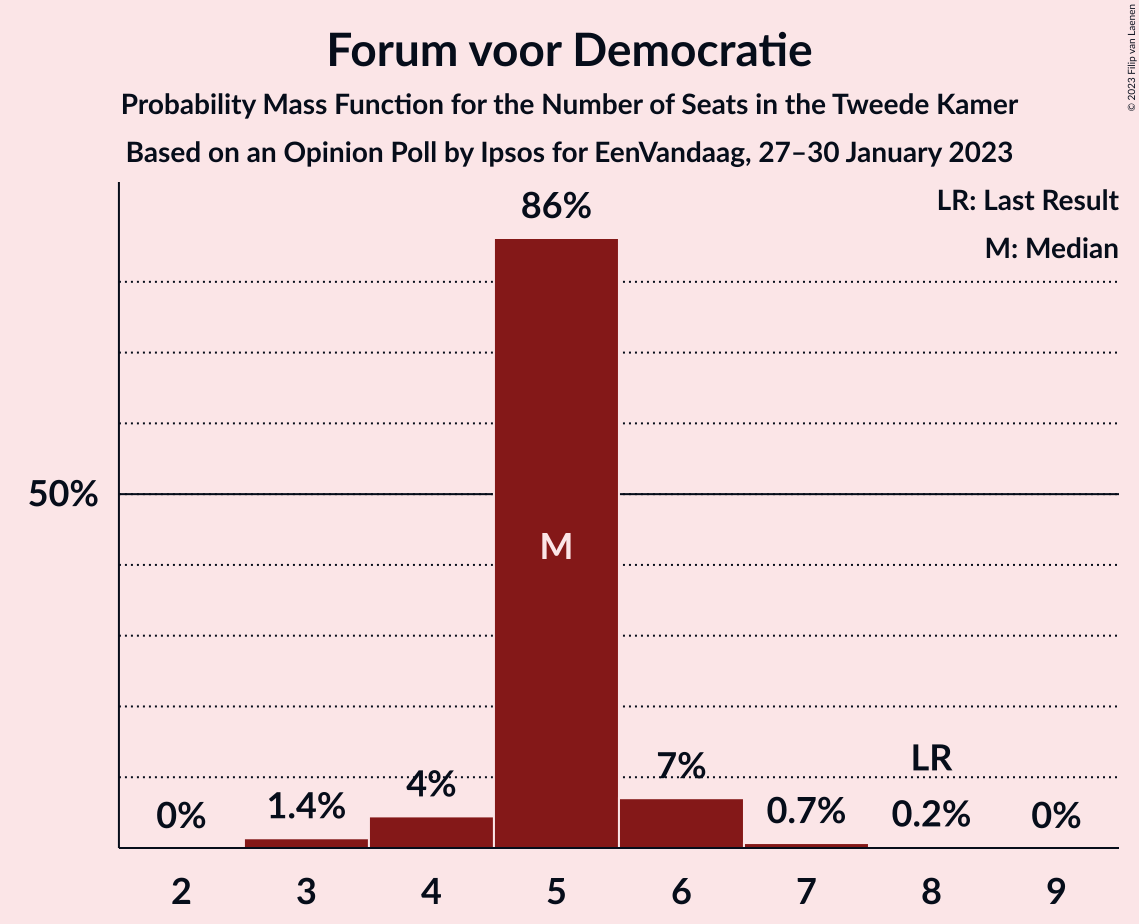 Forum voor Democratie
Probability Mass Function for the Number of Seats in the Tweede Kamer
Based on an Opinion Poll by Ipsos for EenVandaag, 27–30 January 2023
© 2023 Filip van Laenen
LR: Last Result
M: Median
86%
50%
M
LR
0%
1.4%
4%
7%
0.7%
0.2%
0%
2 3 4 5 6 7 8 9